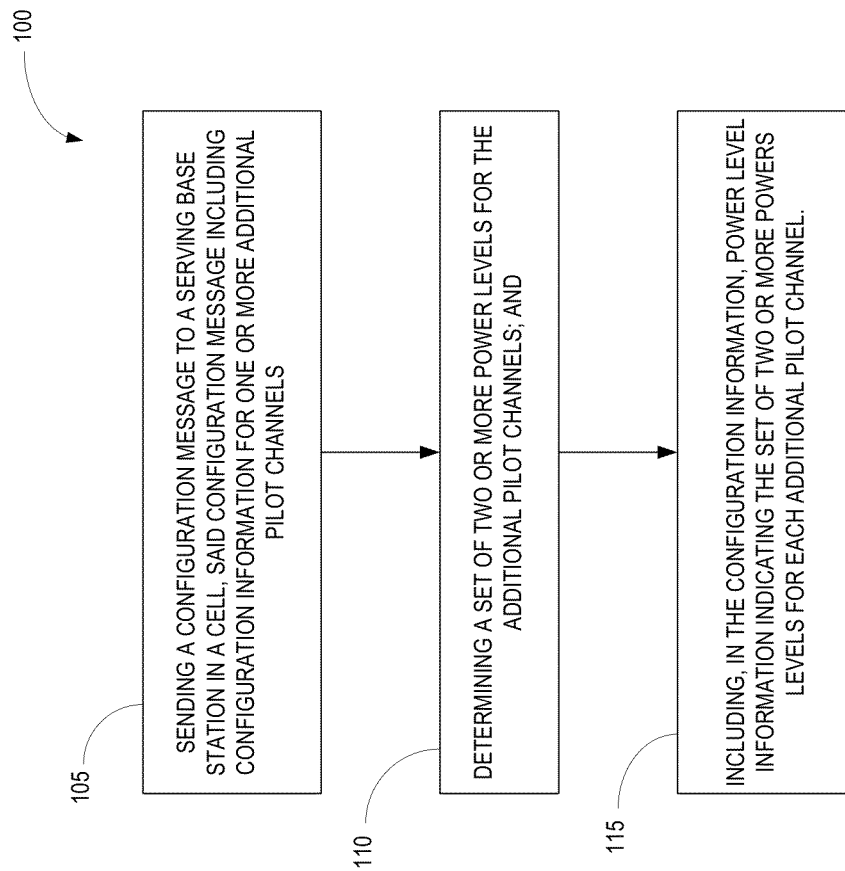 100
105
SENDING A CONFIGURATION MESSAGE TO A SERVING BASE
STATION IN A CELL, SAID CONFIGURATION MESSAGE INCLUDING
CONFIGURATION INFORMATION FOR ONE OR MORE ADDITIONAL
PILOT CHANNELS
110
DETERMINING A SET OF TWO OR MORE POWER LEVELS FOR THE
ADDITIONAL PILOT CHANNELS; AND
115
INCLUDING, IN THE CONFIGURATION INFORMATION, POWER LEVEL
INFORMATION INDICATING THE SET OF TWO OR MORE POWERS
LEVELS FOR EACH ADDITIONAL PILOT CHANNEL.